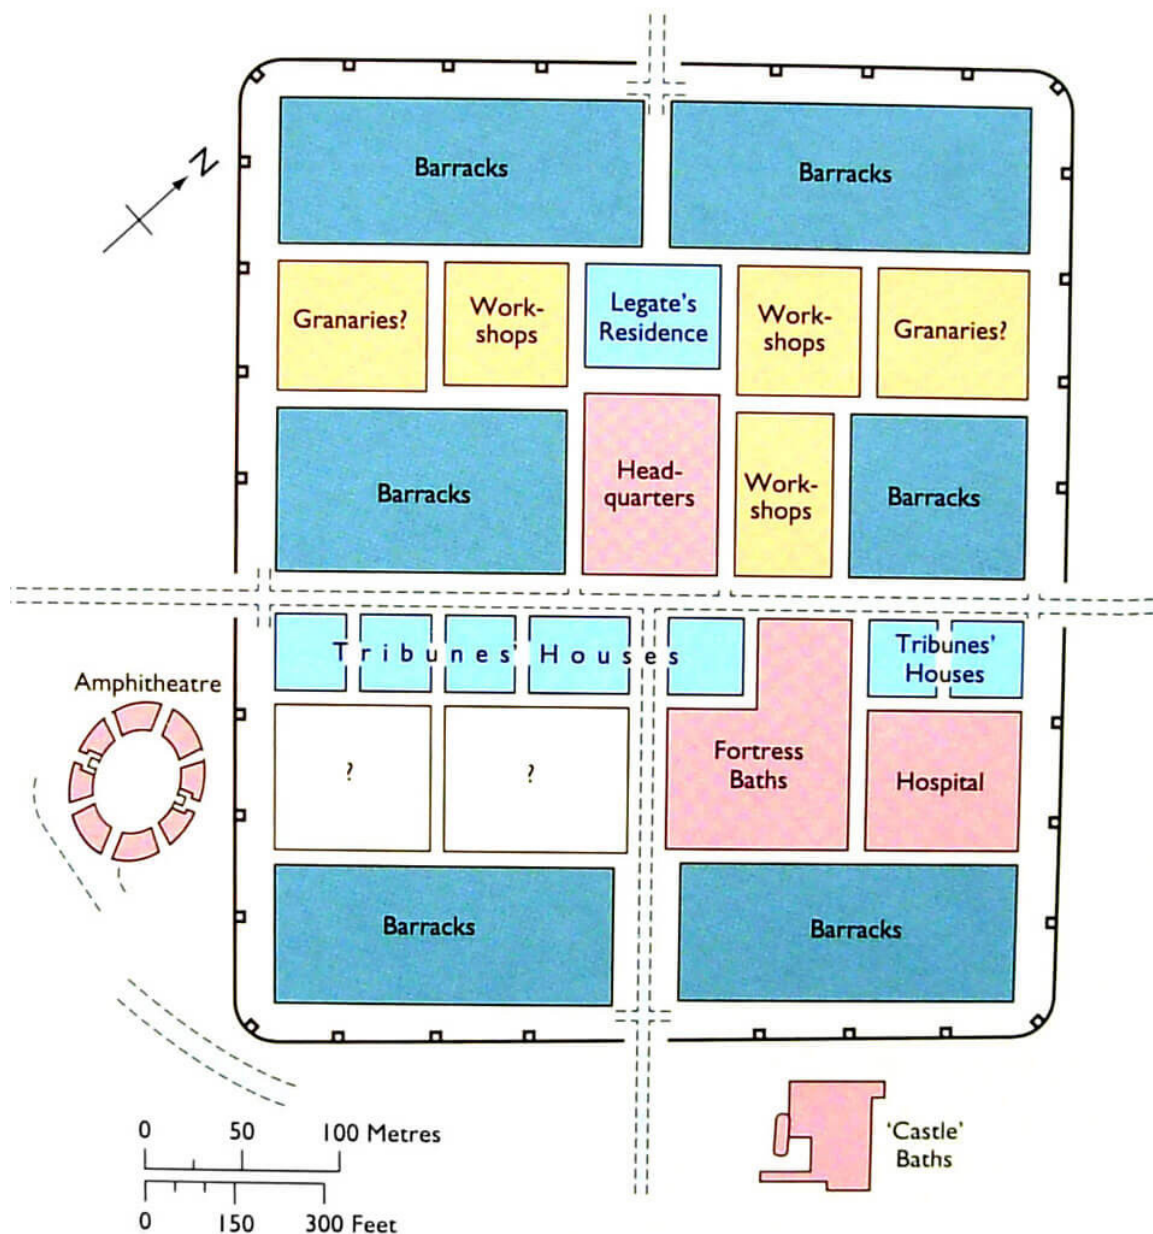 N
Barracks
Barracks
Granaries?
Work-
shops
Legate's
Residence
Work-
shops
Granaries?
Barracks
Head-
quarters
Work-
shops
Barracks
Tribunes' Houses
Tribunes'
Houses
Amphitheatre
?
?
Fortress
Baths
Hospital
Barracks
Barracks
'Castle'
Baths
0 50 100 Metres
0 150 300 Feet